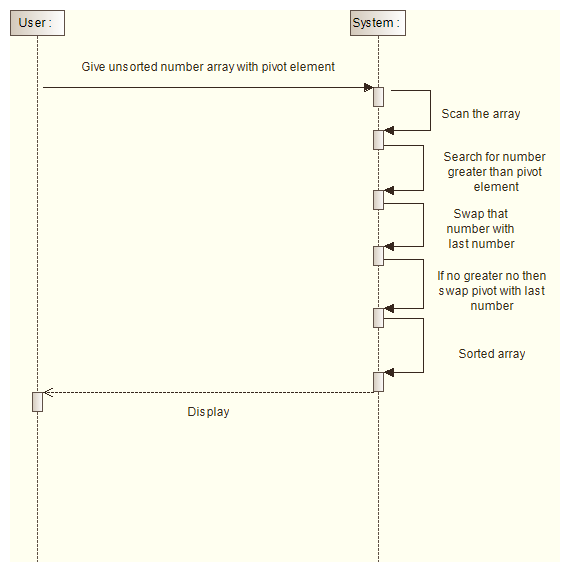 User :
System :
Give unsorted number array with pivot element
Scan the array
Search for number
greater than pivot
element
Swap that
number with
last number
If no greater no then
swap pivot with last
number
Sorted array
Display